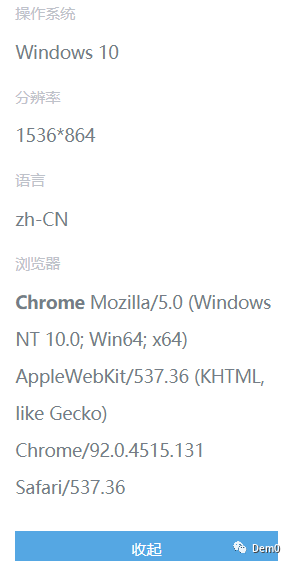 操作系统
Windows 10
分辨率
1536*864
语言
zh-CN
浏览器
Chrome Mozilla/5.0 (Windows
NT 10.0; Win64; x64)
AppleWebKit/537.36 (KHTML,
like Gecko)
Chrome/92.0.4515.131
Safari/537.36
收起
Dem0